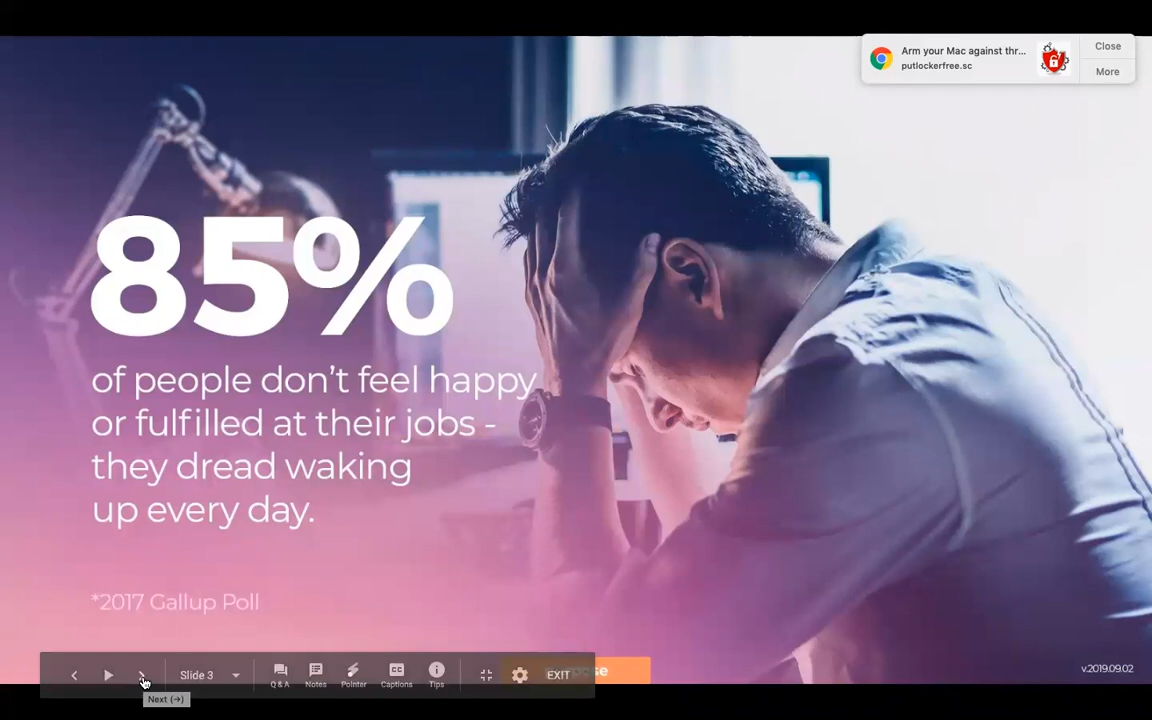 Arm your Mac against thr...
putlockerfree.sc
Close
More
85%
of people don't feel happy
or fulfilled at their jobs -
they dread waking
up every day.
*2017 Gallup Poll
v.2019.09.02
Slide 3
Q & A
Notes
Pointer
CC
Captions
Tips
EXIT
Next (→)